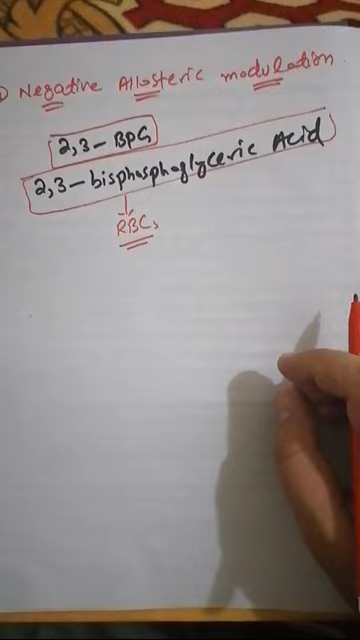 Negative Allosteric modulation.
2,3-BPG
2,3-bisphosphoglyceric Acid
RBCs